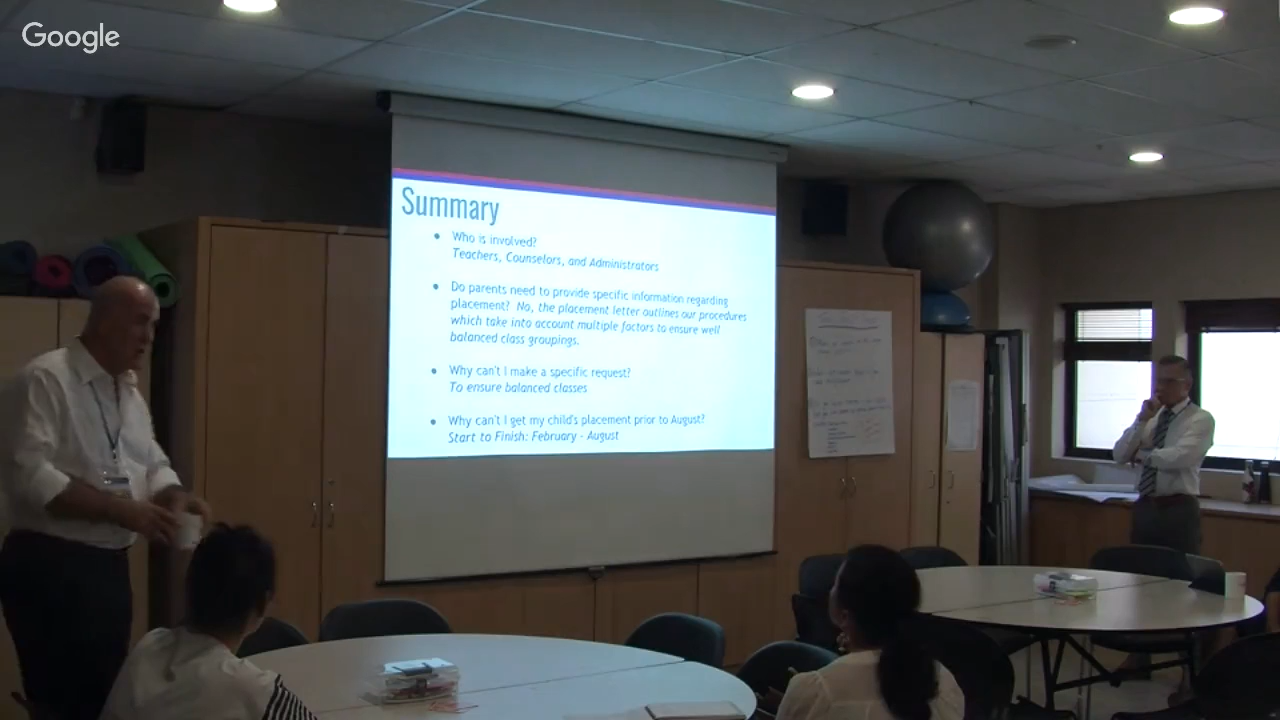 Google
Summary
Who is involved?
Teachers, Counselors, and Administrators
Do parents need to provide specific information regarding
placement? No, the placement letter outlines our procedures
which take into account multiple factors to ensure well
balanced class groupings.
Why can't I make a specific request?
To ensure balanced classes
Why can't I get my child's placement prior to August?
Start to Finish: February - August